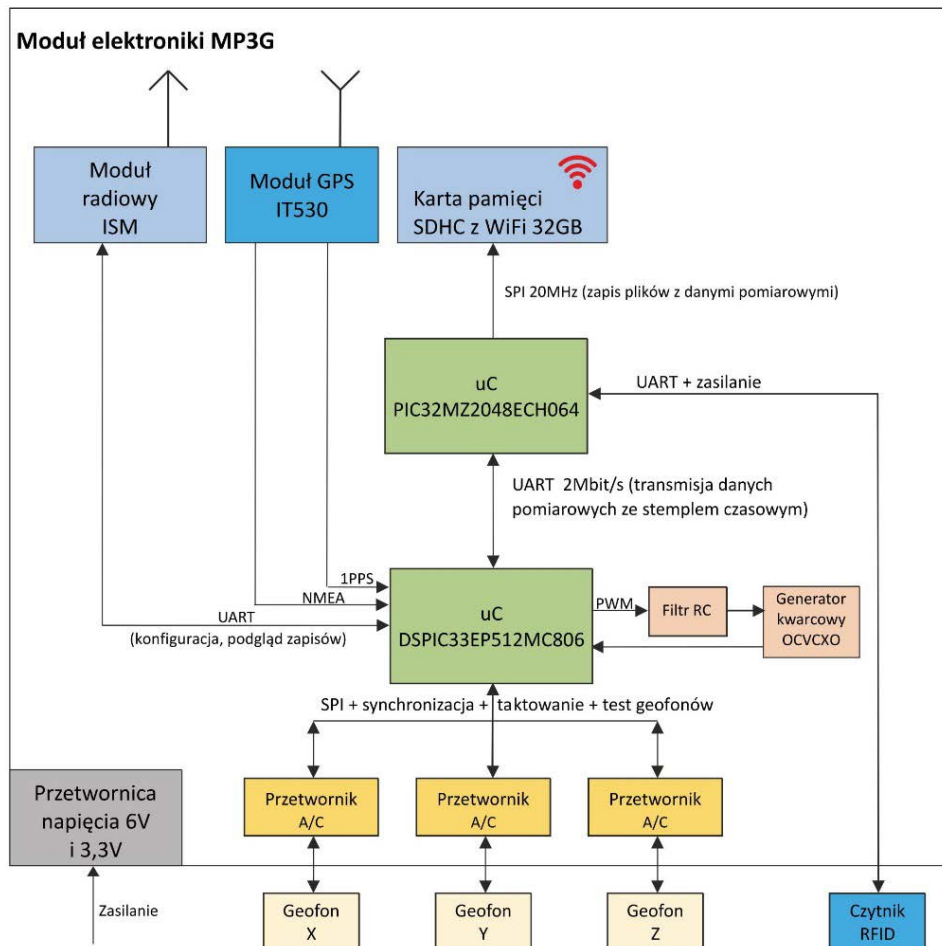 Moduł elektroniki MP3G
Moduł
radiowy
ISM
Moduł GPS
IT530
Karta pamięci
SDHC z WiFi 32GB
SPI 20MHz (zapis plików z danymi pomiarowymi)
uC
PIC32MZ2048ECH064
UART + zasilanie
UART 2Mbit/s (transmisja danych
pomiarowych ze stemplem czasowym)
1PPS
NMEA
UART
(konfiguracja, podgląd zapisów)
uC
DSPIC33EP512MC806
PWM
Filtr RC
Generator
kwarcowy
OCVCXO
SPI + synchronizacja + taktowanie + test geofonów
Przetwornica
napięcia 6V
i 3,3V
Przetwornik
A/C
Przetwornik
A/C
Przetwornik
A/C
Zasilanie
Geofon
X
Geofon
Y
Geofon
Z
Czytnik
RFID